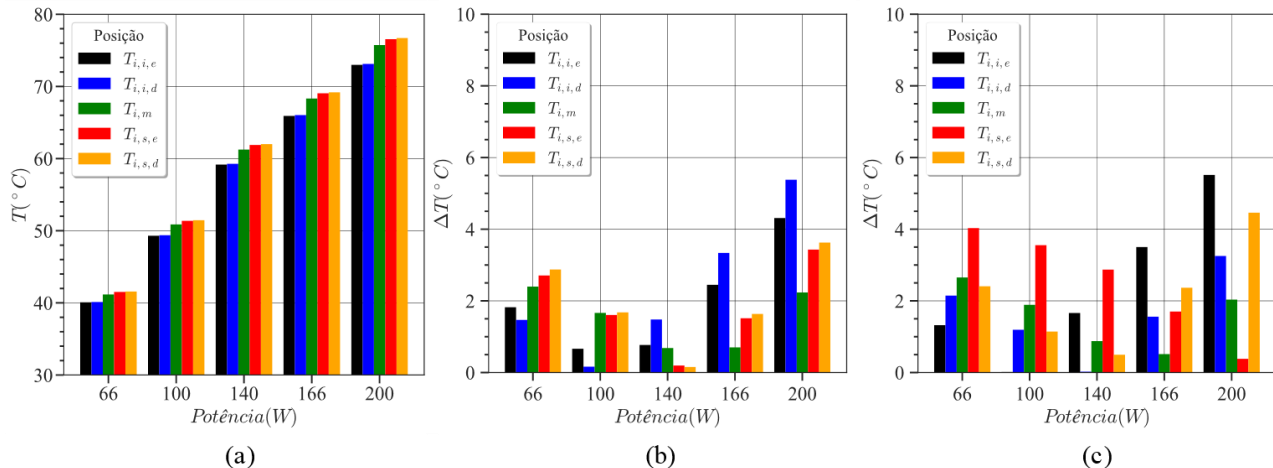 80
70
60
50
40
30
T(°C)
Posição
T_{i,i,e}
T_{i,i,d}
T_{i,m}
T_{i,s,e}
T_{i,s,d}
66 100 140 166 200
Potência(W)
(a)
10
8
6
4
2
0
ΔT(°C)
Posição
T_{i,i,e}
T_{i,i,d}
T_{i,m}
T_{i,s,e}
T_{i,s,d}
66 100 140 166 200
Potência(W)
(b)
10
8
6
4
2
0
ΔT(°C)
Posição
T_{i,i,e}
T_{i,i,d}
T_{i,m}
T_{i,s,e}
T_{i,s,d}
66 100 140 166 200
Potência(W)
(c)